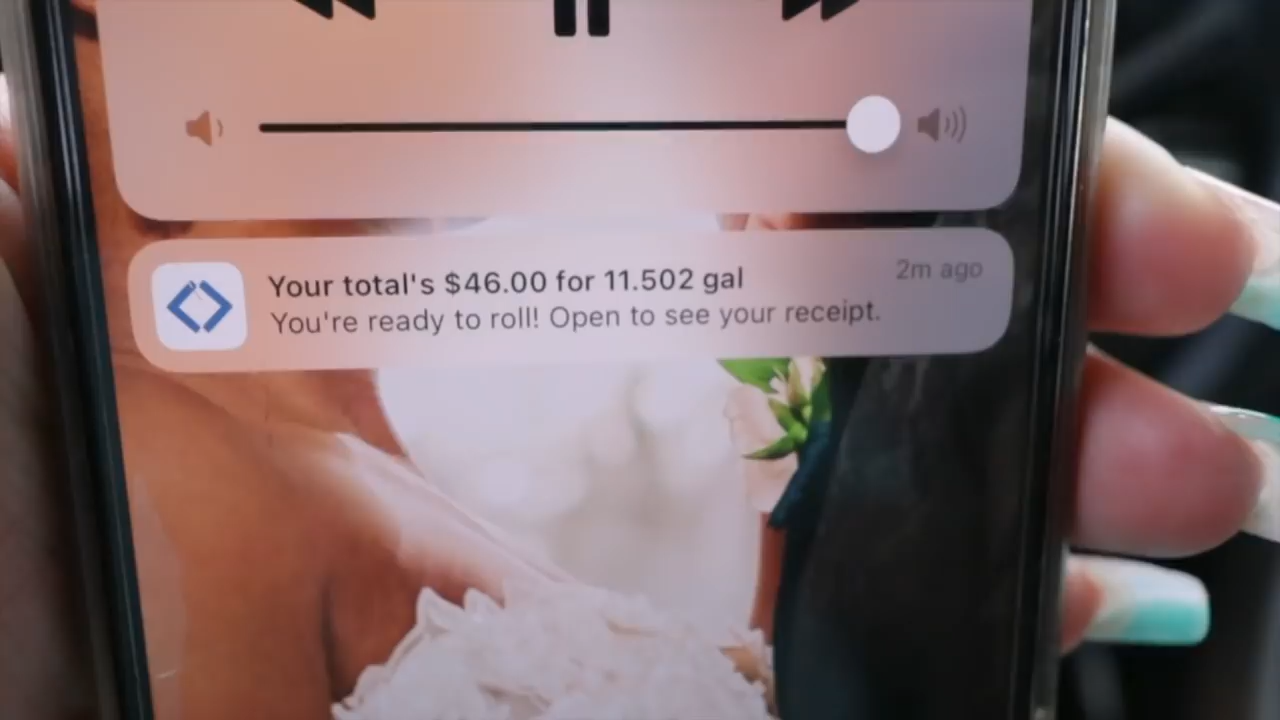 Your total's $46.00 for 11.502 gal
2m ago
You're ready to roll! Open to see your receipt.